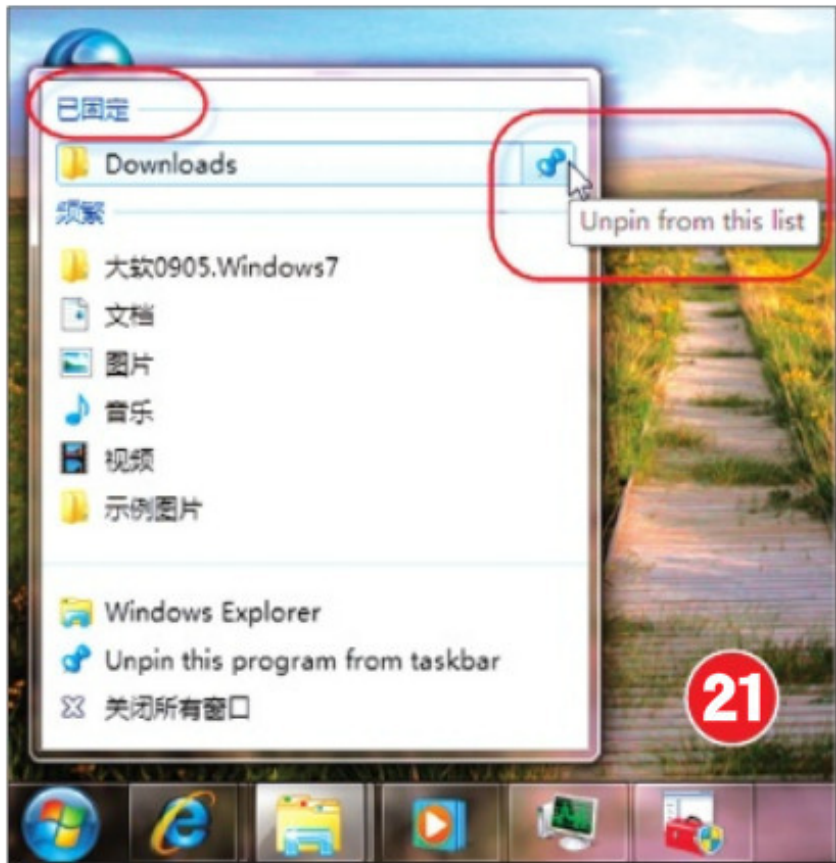 已固定
Downloads
Unpin from this list
频繁
大软0905.Windows7
文档
图片
音乐
视频
示例图片
Windows Explorer
Unpin this program from taskbar
关闭所有窗口
21